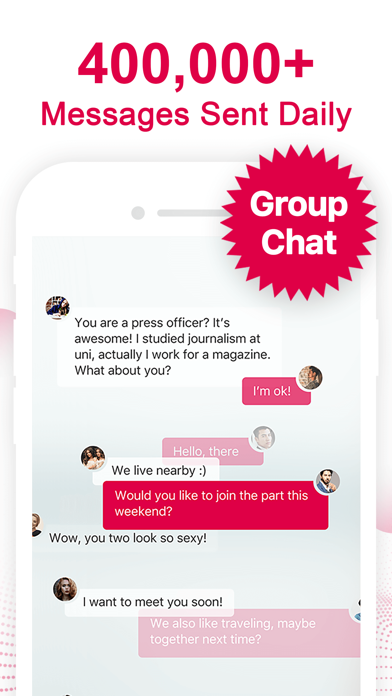 400,000+
Messages Sent Daily
Group
Chat
You are a press officer? It's
awesome! I studied journalism at
uni, actually I work for a magazine.
What about you?
I'm ok!
Hello, there
We live nearby :)
Would you like to join the part this
weekend?
Wow, you two look so sexy!
I want to meet you soon!
We also like traveling, maybe
together next time?